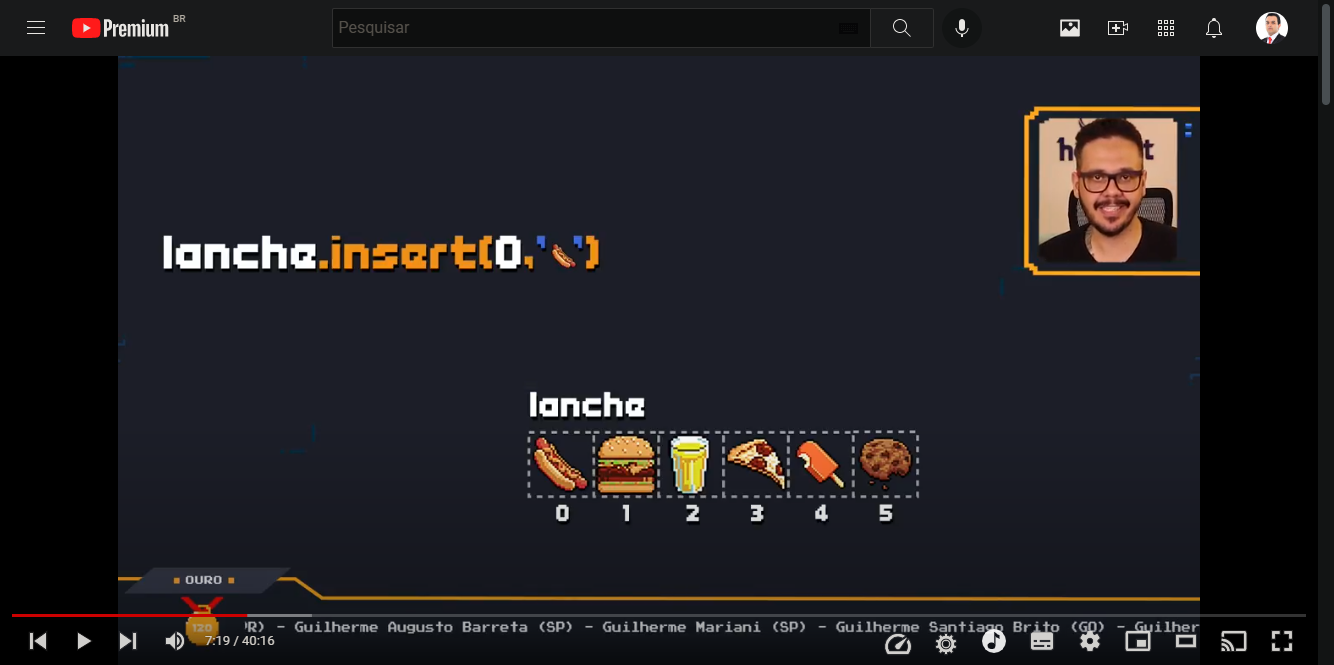 Premium BR
Pesquisar
lanche.insert(0,'🌭')
lanche
0 1 2 3 4 5
OURO
120
R) - Guilherme Augusto Barreta (SP) - Guilherme Mariani (SP) - Guilherme Santiago Brito (GO) - Guilher
7:19 / 40:16